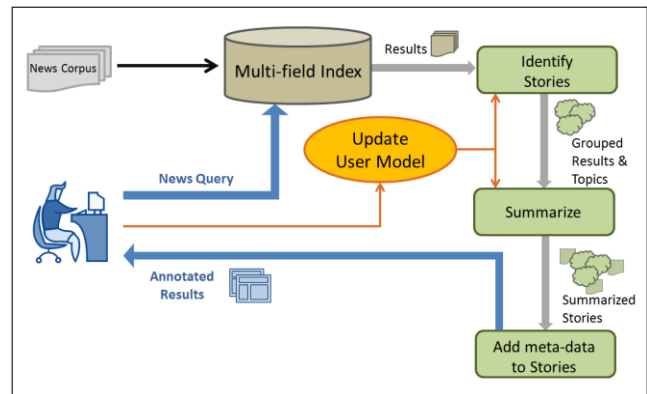 News Corpus
Multi-field Index
Results
Identify
Stories
Grouped
Results &
Topics
Update
User Model
News Query
Summarize
Annotated
Results
Summarized
Stories
Add meta-data
to Stories